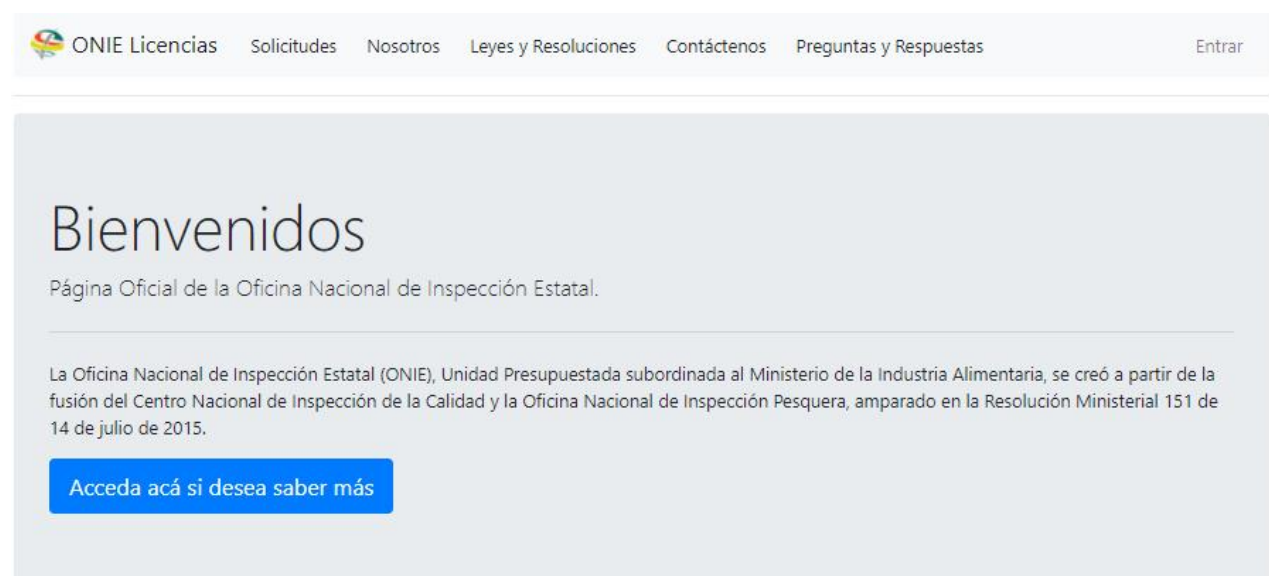 ONIE Licencias Solicitudes Nosotros Leyes y Resoluciones Contáctenos Preguntas y Respuestas Entrar
Bienvenidos
Página Oficial de la Oficina Nacional de Inspección Estatal.
La Oficina Nacional de Inspección Estatal (ONIE), Unidad Presupuestada subordinada al Ministerio de la Industria Alimentaria, se creó a partir de la
fusión del Centro Nacional de Inspección de la Calidad y la Oficina Nacional de Inspección Pesquera, amparado en la Resolución Ministerial 151 de
14 de julio de 2015.
Acceda acá si desea saber más